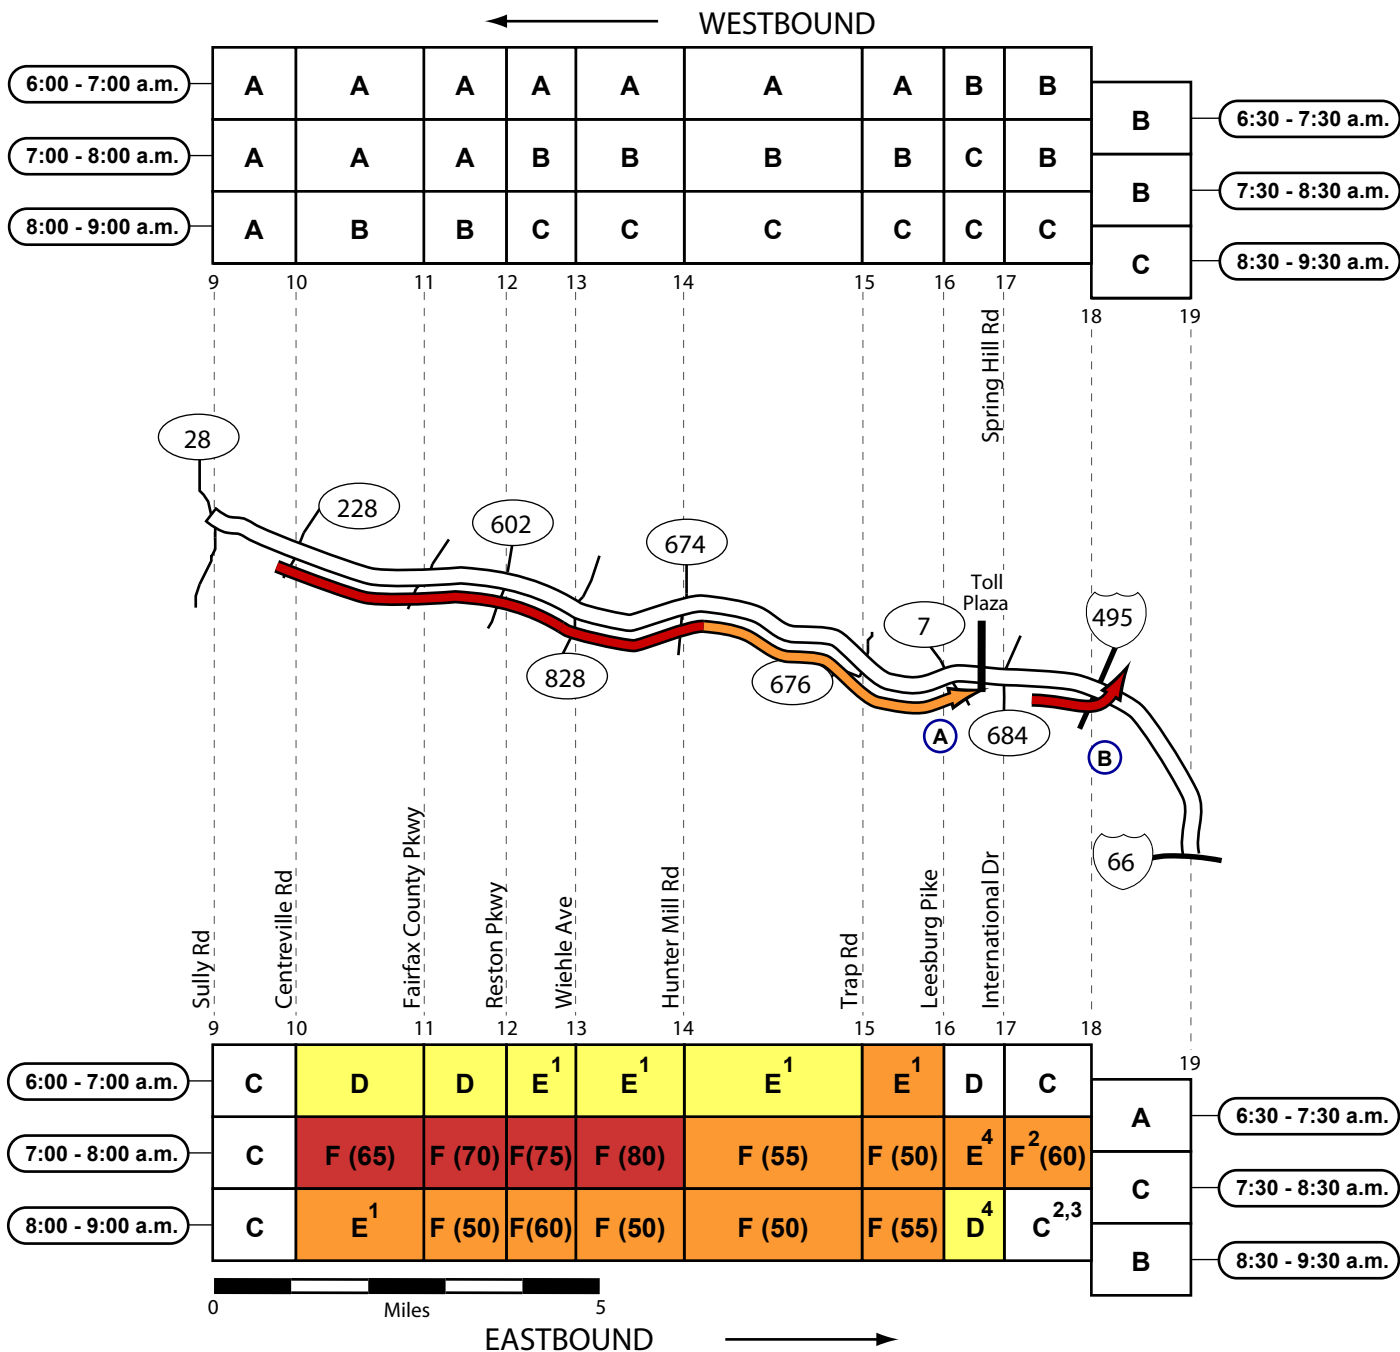 WESTBOUND
6:00 - 7:00 a.m. A A A A A A A B B
B 6:30 - 7:30 a.m.
7:00 - 8:00 a.m. A A A B B B B C B
B 7:30 - 8:30 a.m.
8:00 - 9:00 a.m. A B B C C C C C C
C 8:30 - 9:30 a.m.
9 10 11 12 13 14 15 16 17
18 19
Spring Hill Rd
28
228
602
674
Toll
Plaza
7
495
828
676
A
684
B
66
Sully Rd
Centreville Rd
Fairfax County Pkwy
Reston Pkwy
Wiehle Ave
Hunter Mill Rd
Trap Rd
Leesburg Pike
International Dr
9 10 11 12 13 14 15 16 17 18
19
6:00 - 7:00 a.m. C D D E1 E1 E1 E1 D C
A 6:30 - 7:30 a.m.
7:00 - 8:00 a.m. C F (65) F (70) F(75) F (80) F (55) F (50) E4 F2(60)
C 7:30 - 8:30 a.m.
8:00 - 9:00 a.m. C E1 F (50) F(60) F (50) F (50) F (55) D4 C2,3
B 8:30 - 9:30 a.m.
0 Miles 5
EASTBOUND